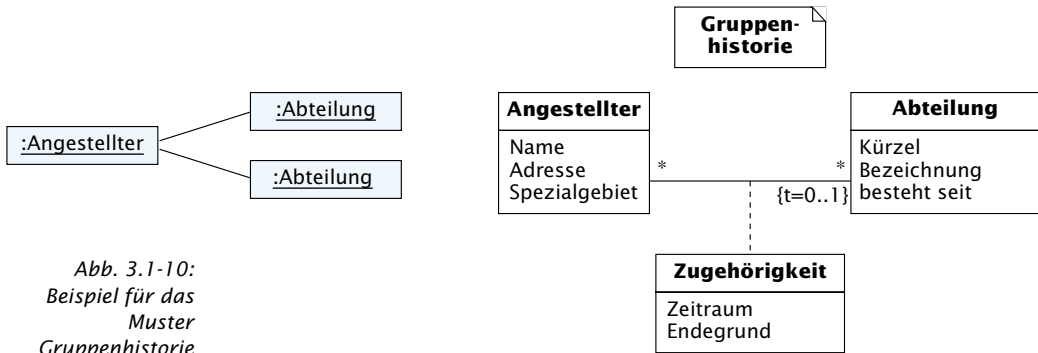 Gruppen-
historie
:Angestellter
:Abteilung
:Abteilung
Angestellter
Name
Adresse
Spezialgebiet
*
*
{t=0..1}
Abteilung
Kürzel
Bezeichnung
besteht seit
Zugehörigkeit
Zeitraum
Endegrund
Abb. 3.1-10:
Beispiel für das
Muster
Gruppenhistorie